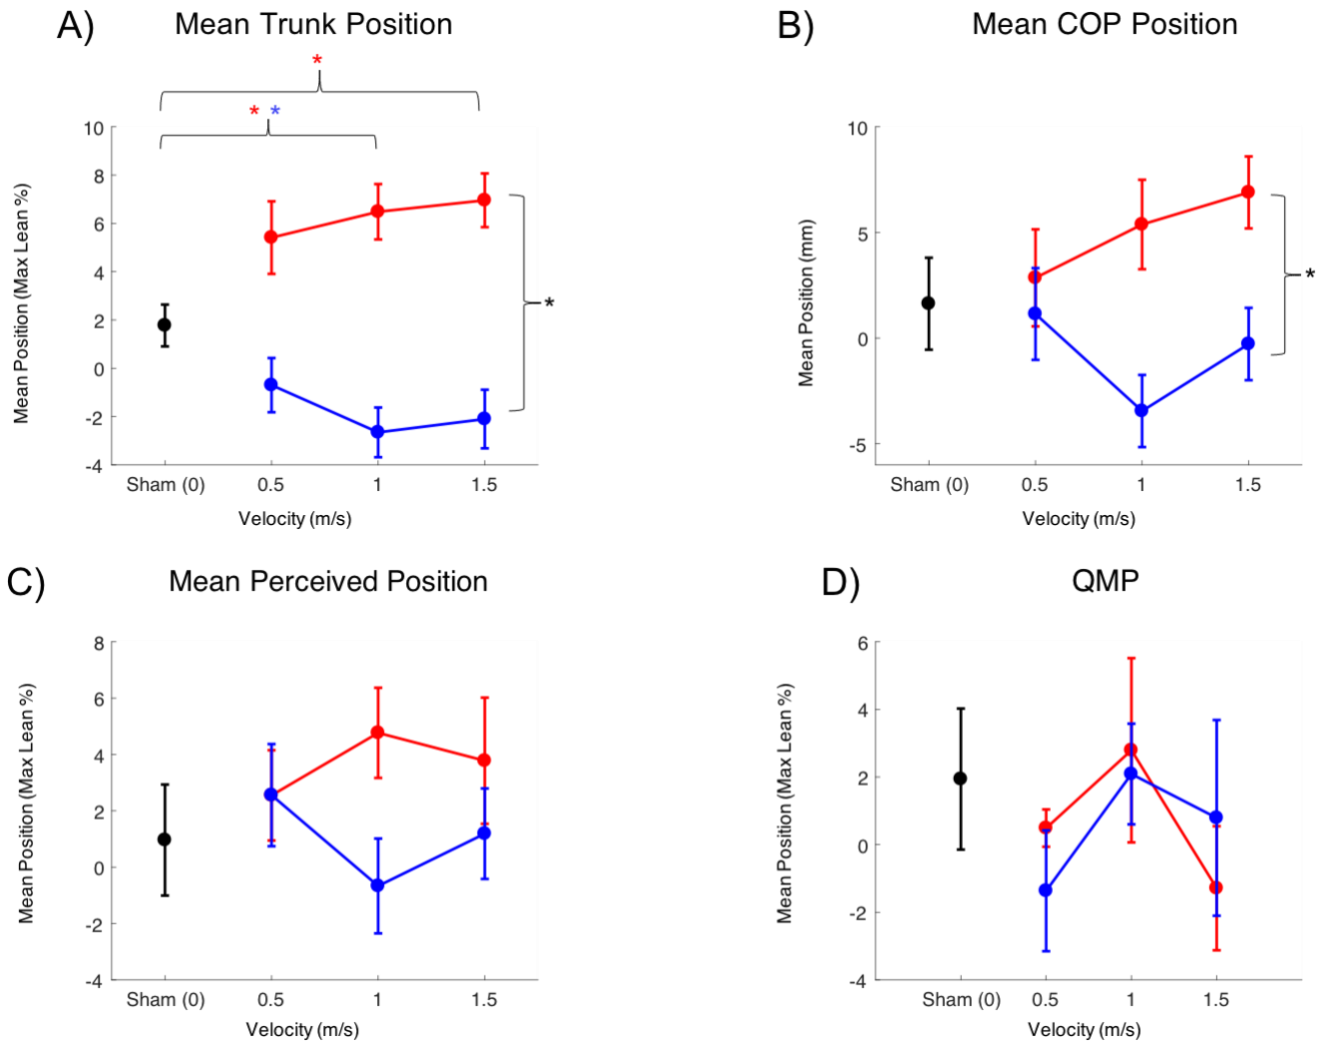 A) Mean Trunk Position
*
* *
10
8
6
4
2
0
-2
-4
Mean Position (Max Lean %)
*
Sham (0) 0.5 1 1.5
Velocity (m/s)
B) Mean COP Position
10
5
0
-5
Mean Position (mm)
*
Sham (0) 0.5 1 1.5
Velocity (m/s)
C) Mean Perceived Position
8
6
4
2
0
-2
-4
Mean Position (Max Lean %)
Sham (0) 0.5 1 1.5
Velocity (m/s)
D) QMP
6
4
2
0
-2
-4
Mean Position (Max Lean %)
Sham (0) 0.5 1 1.5
Velocity (m/s)